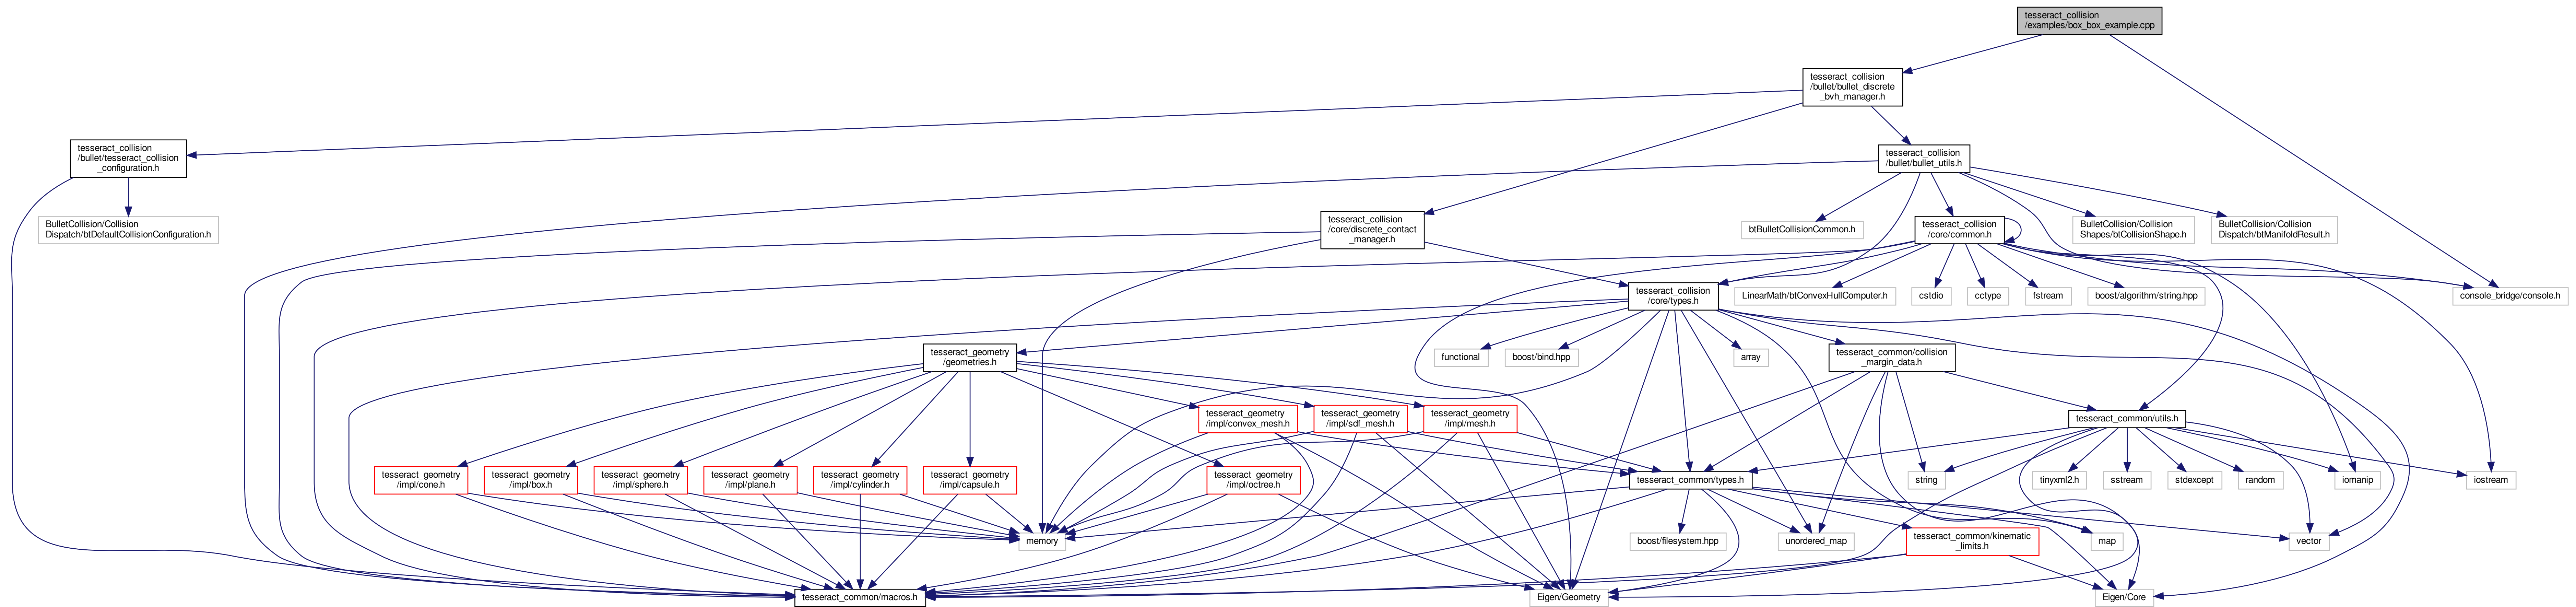 tesseract_collision
/examples/box_box_example.cpp
tesseract_collision
/bullet/bullet_discrete
_bvh_manager.h
tesseract_collision
/bullet/tesseract_collision
_configuration.h
tesseract_collision
/bullet/bullet_utils.h
BulletCollision/Collision
Dispatch/btDefaultCollisionConfiguration.h
tesseract_collision
/core/discrete_contact
_manager.h
btBulletCollisionCommon.h
tesseract_collision
/core/common.h
BulletCollision/Collision
Shapes/btCollisionShape.h
BulletCollision/Collision
Dispatch/btManifoldResult.h
tesseract_collision
/core/types.h
LinearMath/btConvexHullComputer.h
cstdio
cctype
fstream
boost/algorithm/string.hpp
console_bridge/console.h
tesseract_geometry
/geometries.h
functional
boost/bind.hpp
array
tesseract_common/collision
_margin_data.h
tesseract_geometry
/impl/convex_mesh.h
tesseract_geometry
/impl/sdf_mesh.h
tesseract_geometry
/impl/mesh.h
tesseract_common/utils.h
tesseract_geometry
/impl/cone.h
tesseract_geometry
/impl/box.h
tesseract_geometry
/impl/sphere.h
tesseract_geometry
/impl/plane.h
tesseract_geometry
/impl/cylinder.h
tesseract_geometry
/impl/capsule.h
tesseract_geometry
/impl/octree.h
tesseract_common/types.h
string
tinyxml2.h
sstream
stdexcept
random
iomanip
iostream
memory
boost/filesystem.hpp
unordered_map
tesseract_common/kinematic
_limits.h
map
vector
tesseract_common/macros.h
Eigen/Geometry
Eigen/Core